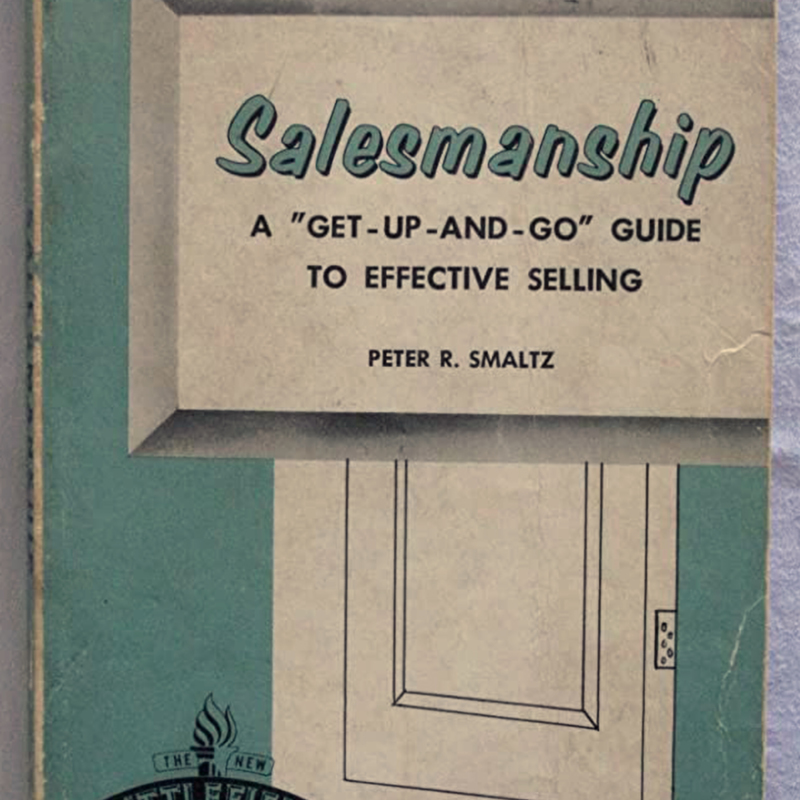 Salesmanship
A "GET-UP-AND-GO" GUIDE
TO EFFECTIVE SELLING
PETER R. SMALTZ
THE NEW